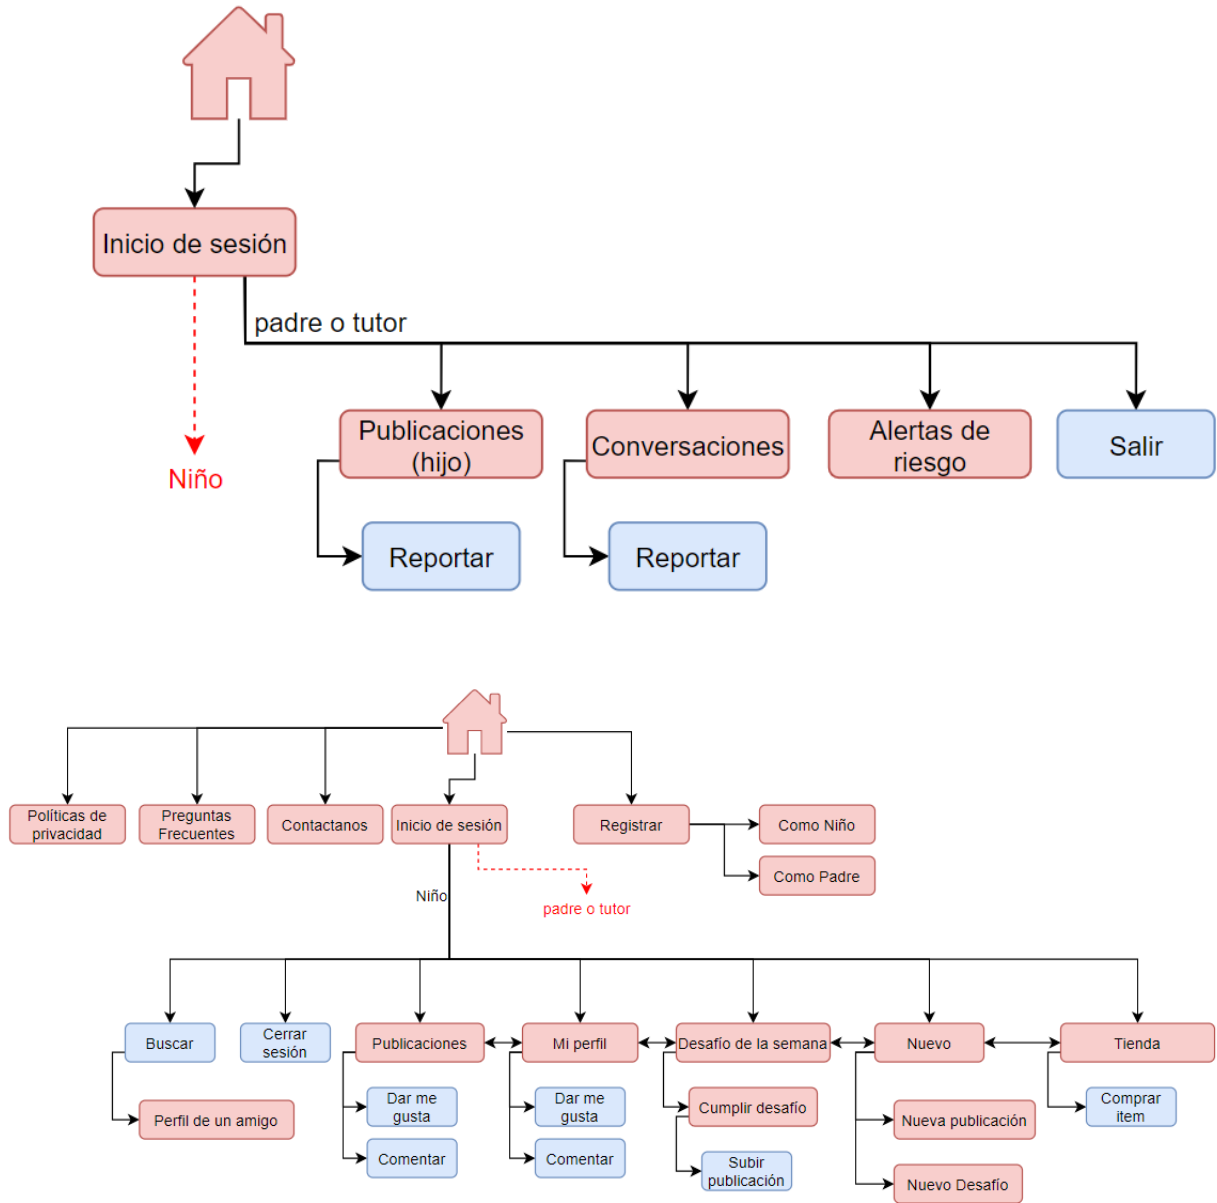 Inicio de sesión
padre o tutor
Niño
Publicaciones
(hijo)
Conversaciones
Alertas de
riesgo
Salir
Reportar
Reportar
Políticas de
privacidad
Preguntas
Frecuentes
Contactanos
Inicio de sesión
Registrar
Como Niño
Como Padre
Niño
padre o tutor
Buscar
Cerrar
sesión
Publicaciones
Mi perfil
Desafío de la semana
Nuevo
Tienda
Perfil de un amigo
Dar me
gusta
Comentar
Dar me
gusta
Comentar
Cumplir desafío
Subir
publicación
Nueva publicación
Nuevo Desafío
Comprar
item